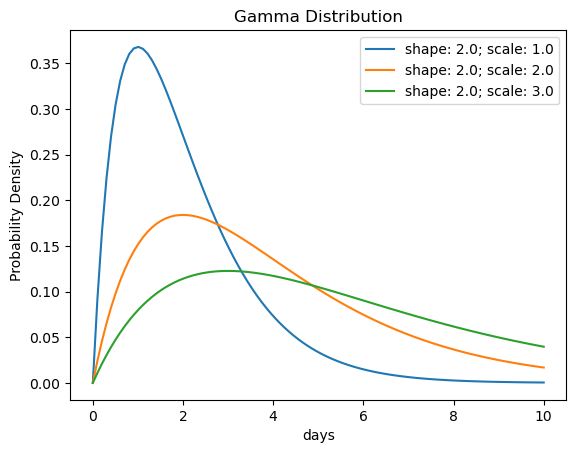 Gamma Distribution
shape: 2.0; scale: 1.0
shape: 2.0; scale: 2.0
shape: 2.0; scale: 3.0
Probability Density
0.35
0.30
0.25
0.20
0.15
0.10
0.05
0.00
0 2 4 6 8 10
days